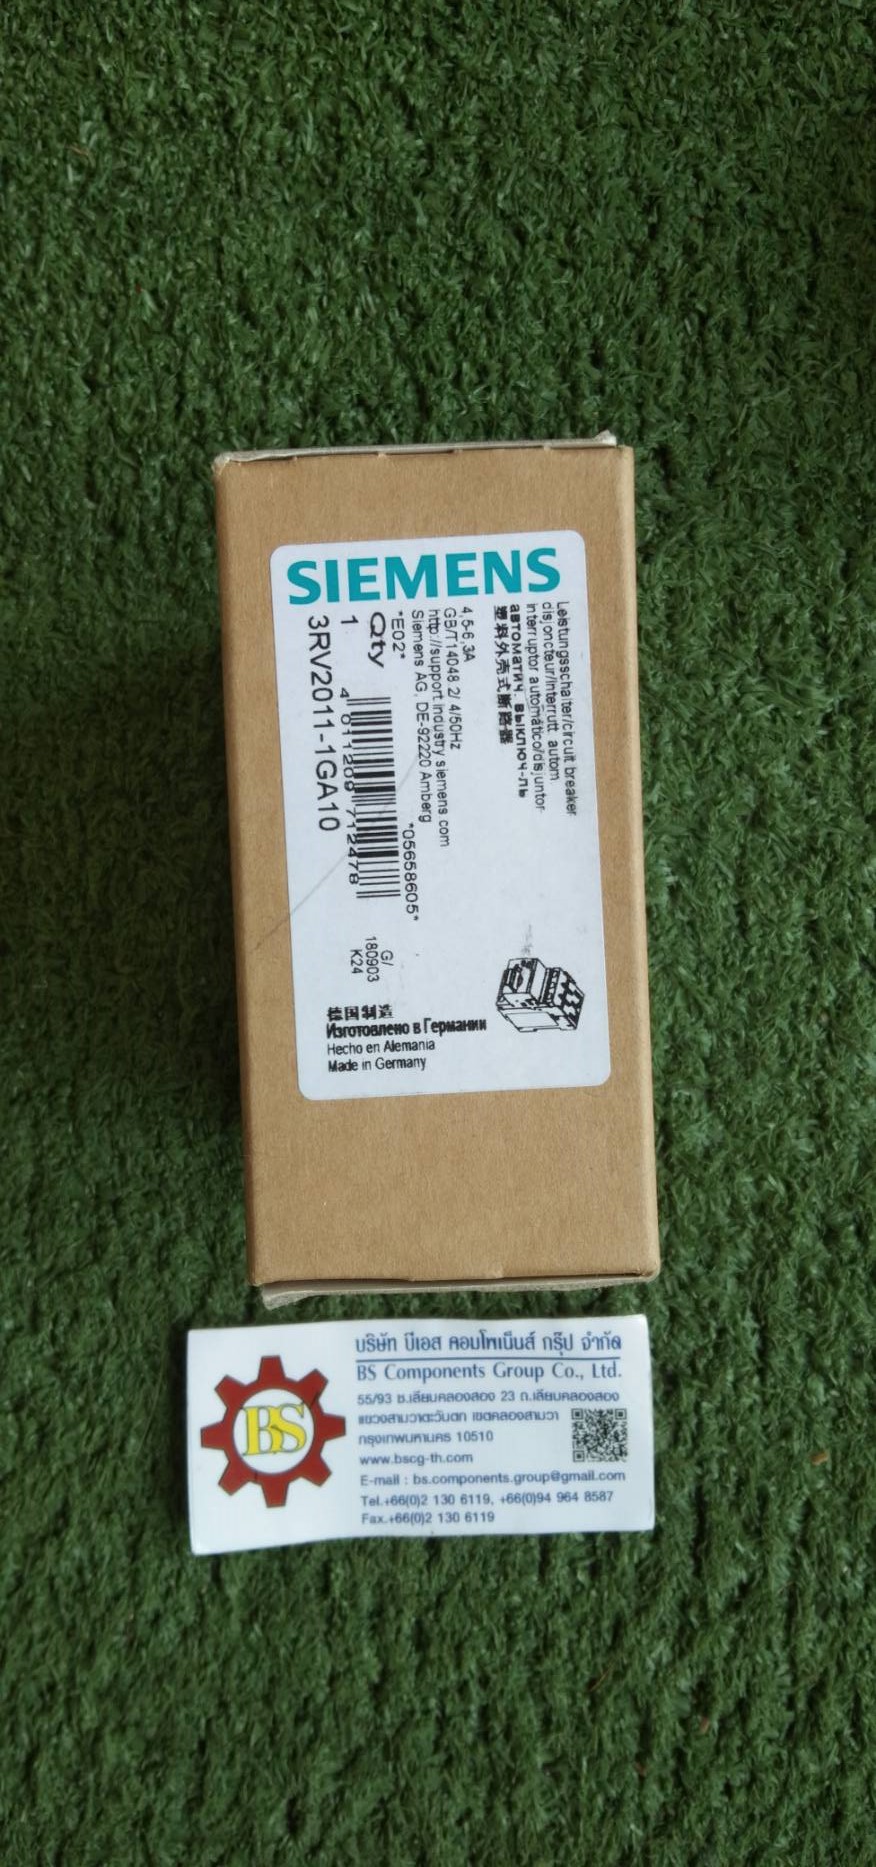 SIEMENS
Leistungsschalter/circuit breaker
disjoncteur/interrutt. autom.
interruptor automático/disjuntor
автоматич. выключ-ль
塑料外壳式断路器
4,5-6,3A
GB/T14048.2/ 4/50Hz
http://support.industry.siemens.com
Siemens AG, DE-92220 Amberg
*E02*
*05658605*
Qty
1
4 011209 712478
3RV2011-1GA10
G/
180903
K24
德国制造
Изготовлено в Германии
Hecho en Alemania
Made in Germany
BS
บริษัท บีเอส คอมโพเน็นส์ กรุ๊ป จำกัด
BS Components Group Co., Ltd.
55/93 ซ.เลียบคลองสอง 23 ถ.เลียบคลองสอง
แขวงสามวาตะวันตก เขตคลองสามวา
กรุงเทพมหานคร 10510
www.bscg-th.com
E-mail : bs.components.group@gmail.com
Tel.+66(0)2 130 6119, +66(0)94 964 8587
Fax.+66(0)2 130 6119